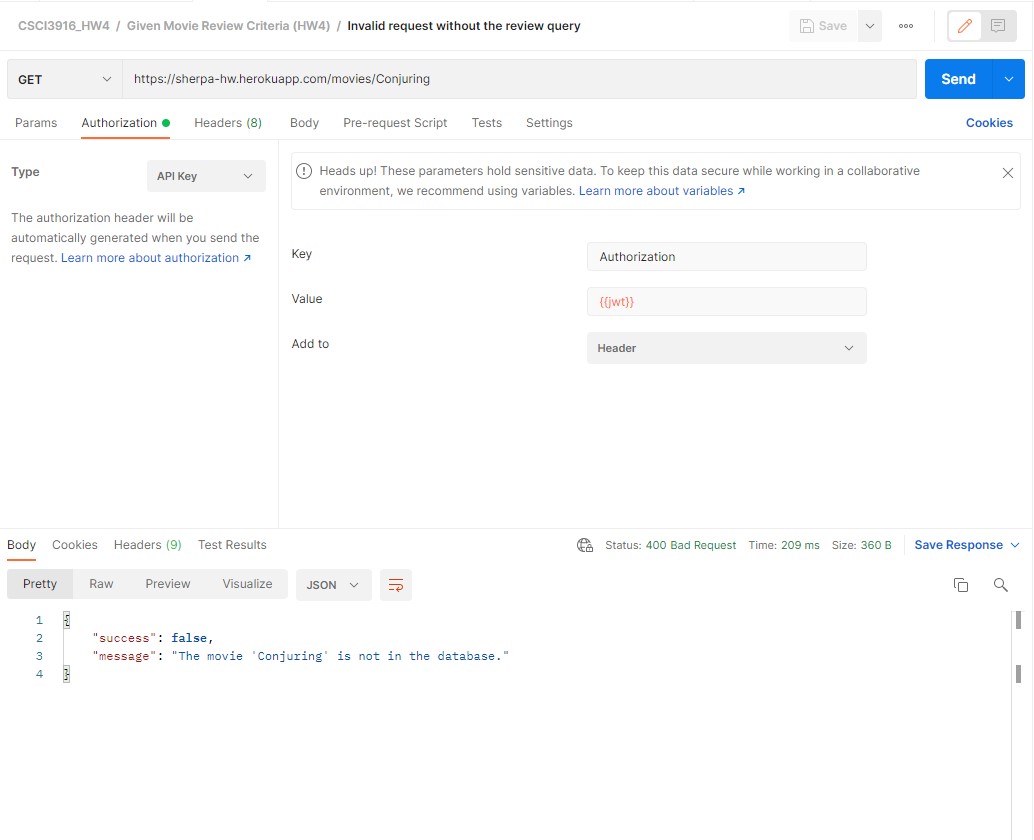 CSCI3916_HW4 / Given Movie Review Criteria (HW4) / Invalid request without the review query
Save
GET
https://sherpa-hw.herokuapp.com/movies/Conjuring
Send
Params Authorization Headers (8) Body Pre-request Script Tests Settings Cookies
Type
API Key
The authorization header will be
automatically generated when you send the
request. Learn more about authorization ↗
Heads up! These parameters hold sensitive data. To keep this data secure while working in a collaborative
environment, we recommend using variables. Learn more about variables ↗
Key
Authorization
Value
{{jwt}}
Add to
Header
Body Cookies Headers (9) Test Results Status: 400 Bad Request Time: 209 ms Size: 360 B Save Response
Pretty Raw Preview Visualize JSON
1 {
2 "success": false,
3 "message": "The movie 'Conjuring' is not in the database."
4 }